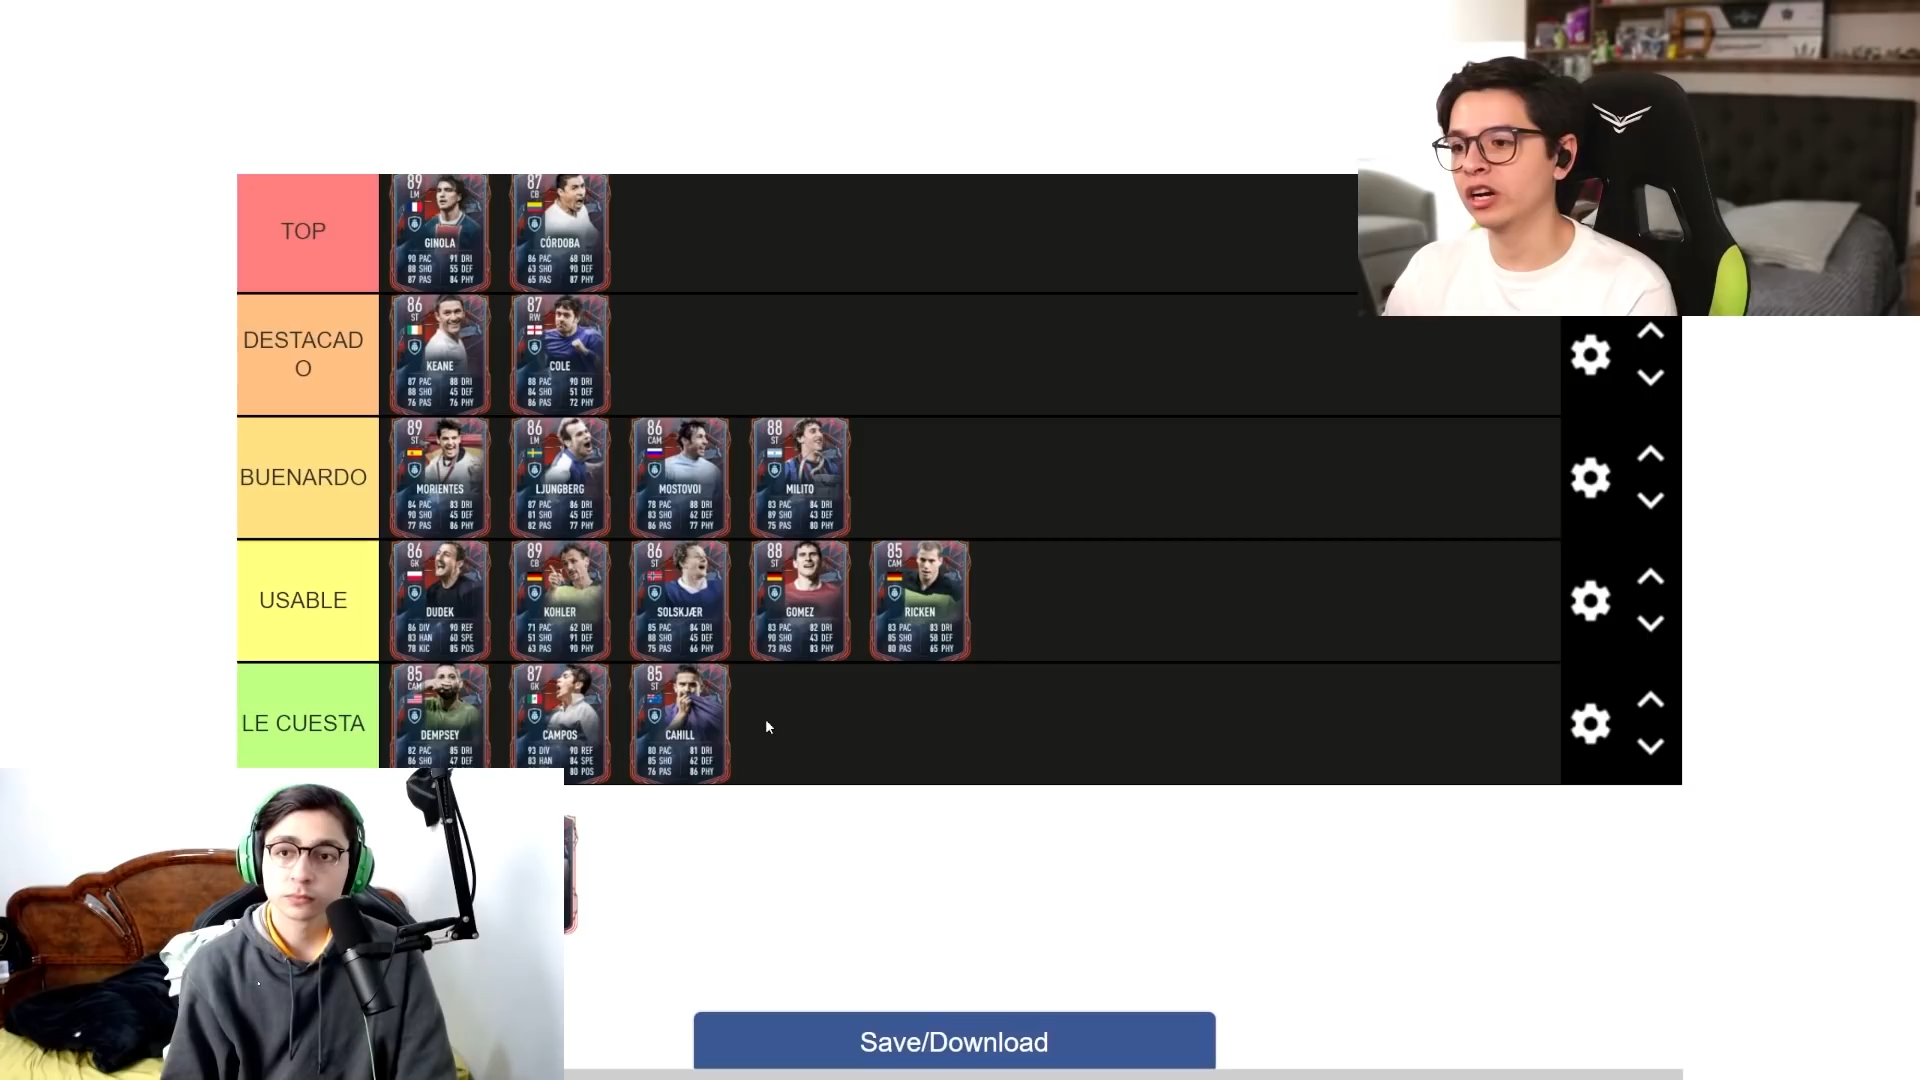 TOP
89
LM
GINOLA
90 PAC 91 DRI
88 SHO 55 DEF
87 PAS 84 PHY
87
CB
CÓRDOBA
86 PAC 68 DRI
63 SHO 90 DEF
65 PAS 87 PHY
DESTACAD
O
86
ST
KEANE
87 PAC 88 DRI
88 SHO 45 DEF
76 PAS 76 PHY
87
RW
COLE
88 PAC 90 DRI
84 SHO 51 DEF
86 PAS 72 PHY
BUENARDO
89
ST
MORIENTES
84 PAC 83 DRI
90 SHO 45 DEF
77 PAS 86 PHY
86
LM
LJUNGBERG
87 PAC 86 DRI
81 SHO 45 DEF
82 PAS 77 PHY
86
CAM
MOSTOVOI
78 PAC 88 DRI
83 SHO 62 DEF
86 PAS 77 PHY
88
ST
MILITO
83 PAC 84 DRI
89 SHO 43 DEF
75 PAS 80 PHY
USABLE
86
GK
DUDEK
86 DIV 90 REF
83 HAN 60 SPE
78 KIC 85 POS
89
CB
KOHLER
71 PAC 62 DRI
51 SHO 91 DEF
63 PAS 90 PHY
86
ST
SOLSKJÆR
85 PAC 84 DRI
88 SHO 45 DEF
75 PAS 66 PHY
88
ST
GOMEZ
83 PAC 82 DRI
90 SHO 43 DEF
73 PAS 83 PHY
85
CAM
RICKEN
83 PAC 83 DRI
85 SHO 58 DEF
80 PAS 65 PHY
LE CUESTA
85
CAM
DEMPSEY
82 PAC 85 DRI
86 SHO 47 DEF
87
GK
CAMPOS
93 DIV 90 REF
83 HAN 84 SPE
80 POS
85
ST
CAHILL
80 PAC 81 DRI
85 SHO 62 DEF
76 PAS 86 PHY
Save/Download